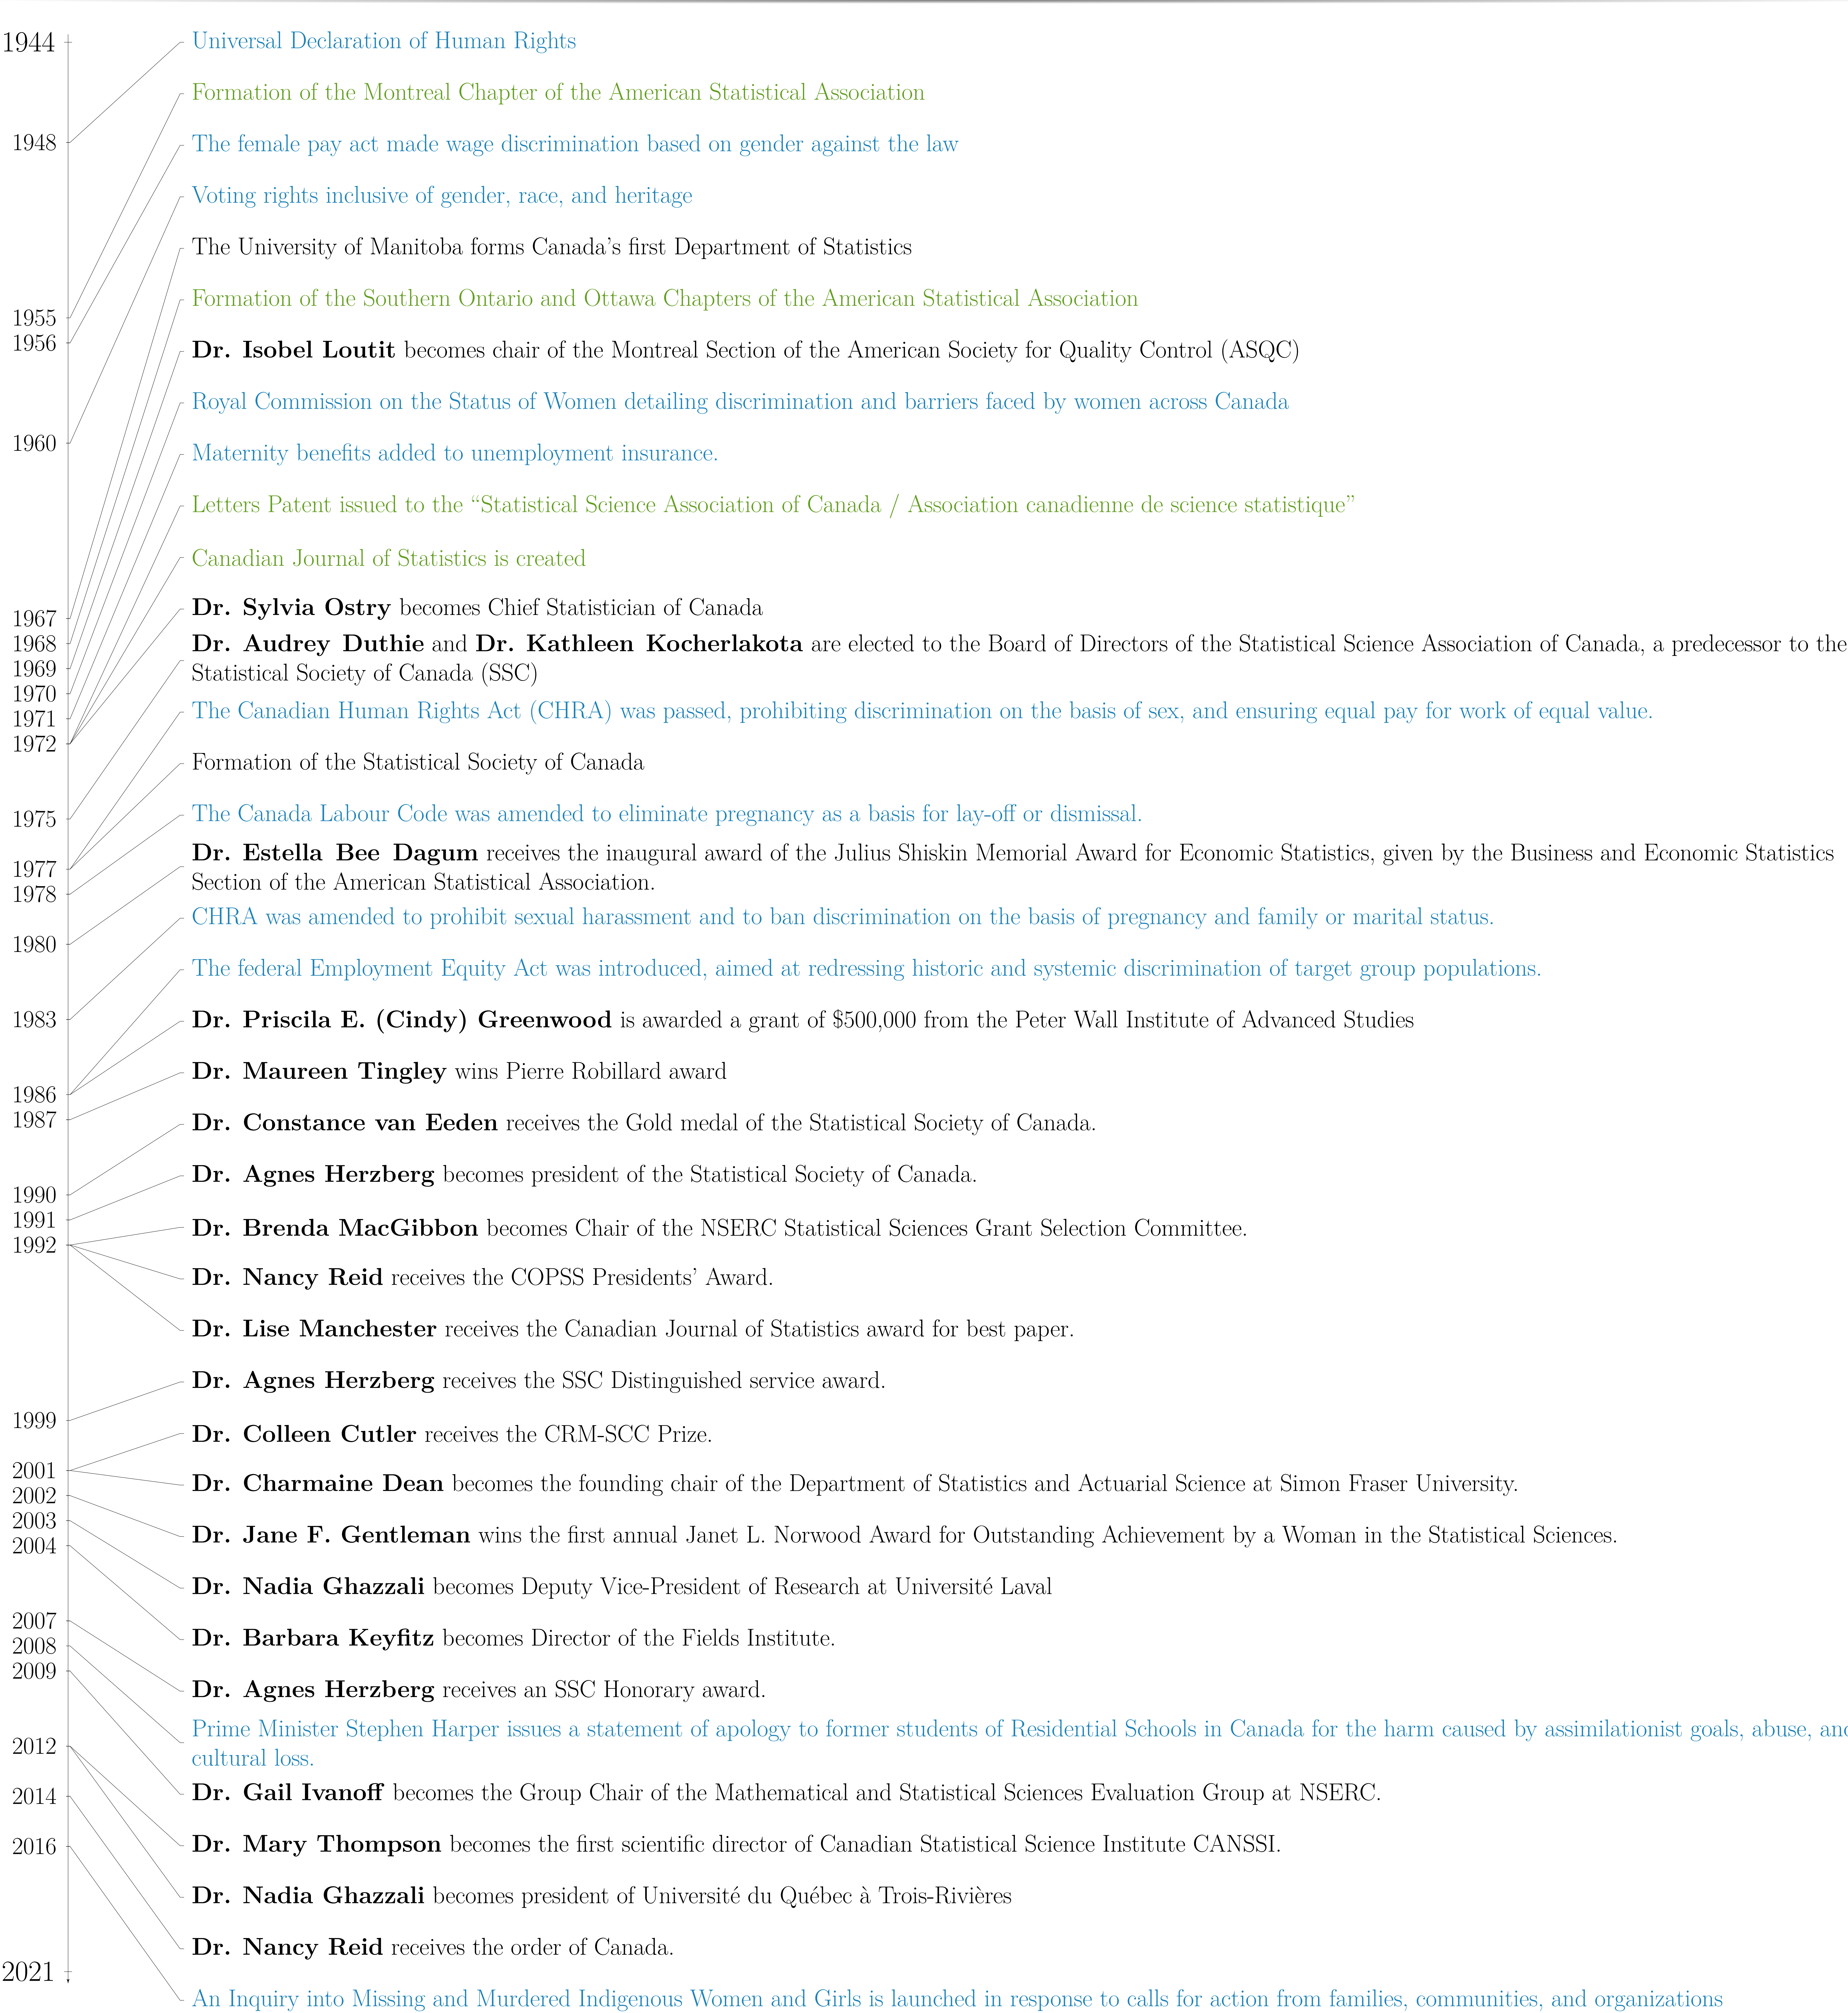 1944
Universal Declaration of Human Rights
Formation of the Montreal Chapter of the American Statistical Association
1948
The female pay act made wage discrimination based on gender against the law
Voting rights inclusive of gender, race, and heritage
The University of Manitoba forms Canada's first Department of Statistics
Formation of the Southern Ontario and Ottawa Chapters of the American Statistical Association
1955
1956
Dr. Isobel Loutit becomes chair of the Montreal Section of the American Society for Quality Control (ASQC)
Royal Commission on the Status of Women detailing discrimination and barriers faced by women across Canada
1960
Maternity benefits added to unemployment insurance.
Letters Patent issued to the “Statistical Science Association of Canada / Association canadienne de science statistique”
Canadian Journal of Statistics is created
Dr. Sylvia Ostry becomes Chief Statistician of Canada
1967
1968
Dr. Audrey Duthie and Dr. Kathleen Kocherlakota are elected to the Board of Directors of the Statistical Science Association of Canada, a predecessor to the
1969
Statistical Society of Canada (SSC)
1970
1971
The Canadian Human Rights Act (CHRA) was passed, prohibiting discrimination on the basis of sex, and ensuring equal pay for work of equal value.
1972
Formation of the Statistical Society of Canada
1975
The Canada Labour Code was amended to eliminate pregnancy as a basis for lay-off or dismissal.
Dr. Estella Bee Dagum receives the inaugural award of the Julius Shiskin Memorial Award for Economic Statistics, given by the Business and Economic Statistics
1977
Section of the American Statistical Association.
1978
CHRA was amended to prohibit sexual harassment and to ban discrimination on the basis of pregnancy and family or marital status.
1980
The federal Employment Equity Act was introduced, aimed at redressing historic and systemic discrimination of target group populations.
1983
Dr. Priscila E. (Cindy) Greenwood is awarded a grant of $500,000 from the Peter Wall Institute of Advanced Studies
Dr. Maureen Tingley wins Pierre Robillard award
1986
1987
Dr. Constance van Eeden receives the Gold medal of the Statistical Society of Canada.
Dr. Agnes Herzberg becomes president of the Statistical Society of Canada.
1990
1991
Dr. Brenda MacGibbon becomes Chair of the NSERC Statistical Sciences Grant Selection Committee.
1992
Dr. Nancy Reid receives the COPSS Presidents' Award.
Dr. Lise Manchester receives the Canadian Journal of Statistics award for best paper.
Dr. Agnes Herzberg receives the SSC Distinguished service award.
1999
Dr. Colleen Cutler receives the CRM-SCC Prize.
2001
Dr. Charmaine Dean becomes the founding chair of the Department of Statistics and Actuarial Science at Simon Fraser University.
2002
2003
Dr. Jane F. Gentleman wins the first annual Janet L. Norwood Award for Outstanding Achievement by a Woman in the Statistical Sciences.
2004
Dr. Nadia Ghazzali becomes Deputy Vice-President of Research at Université Laval
2007
Dr. Barbara Keyfitz becomes Director of the Fields Institute.
2008
2009
Dr. Agnes Herzberg receives an SSC Honorary award.
Prime Minister Stephen Harper issues a statement of apology to former students of Residential Schools in Canada for the harm caused by assimilationist goals, abuse, and
2012
cultural loss.
Dr. Gail Ivanoff becomes the Group Chair of the Mathematical and Statistical Sciences Evaluation Group at NSERC.
2014
Dr. Mary Thompson becomes the first scientific director of Canadian Statistical Science Institute CANSSI.
2016
Dr. Nadia Ghazzali becomes president of Université du Québec à Trois-Rivières
Dr. Nancy Reid receives the order of Canada.
2021
An Inquiry into Missing and Murdered Indigenous Women and Girls is launched in response to calls for action from families, communities, and organizations